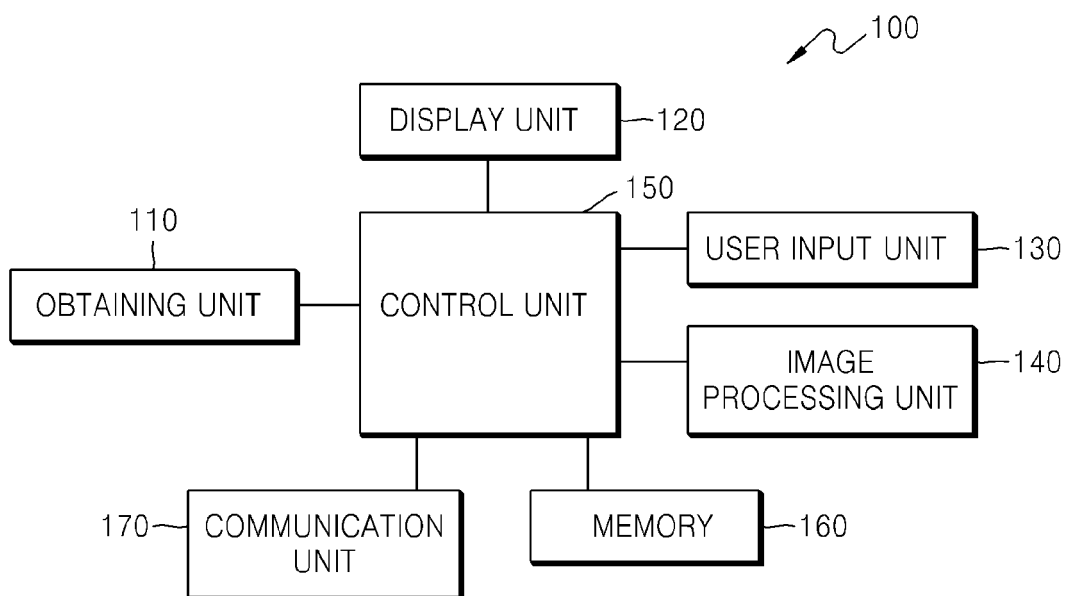 100
DISPLAY UNIT
120
150
110
USER INPUT UNIT
130
OBTAINING UNIT
CONTROL UNIT
IMAGE
PROCESSING UNIT
140
170
COMMUNICATION
UNIT
MEMORY
160